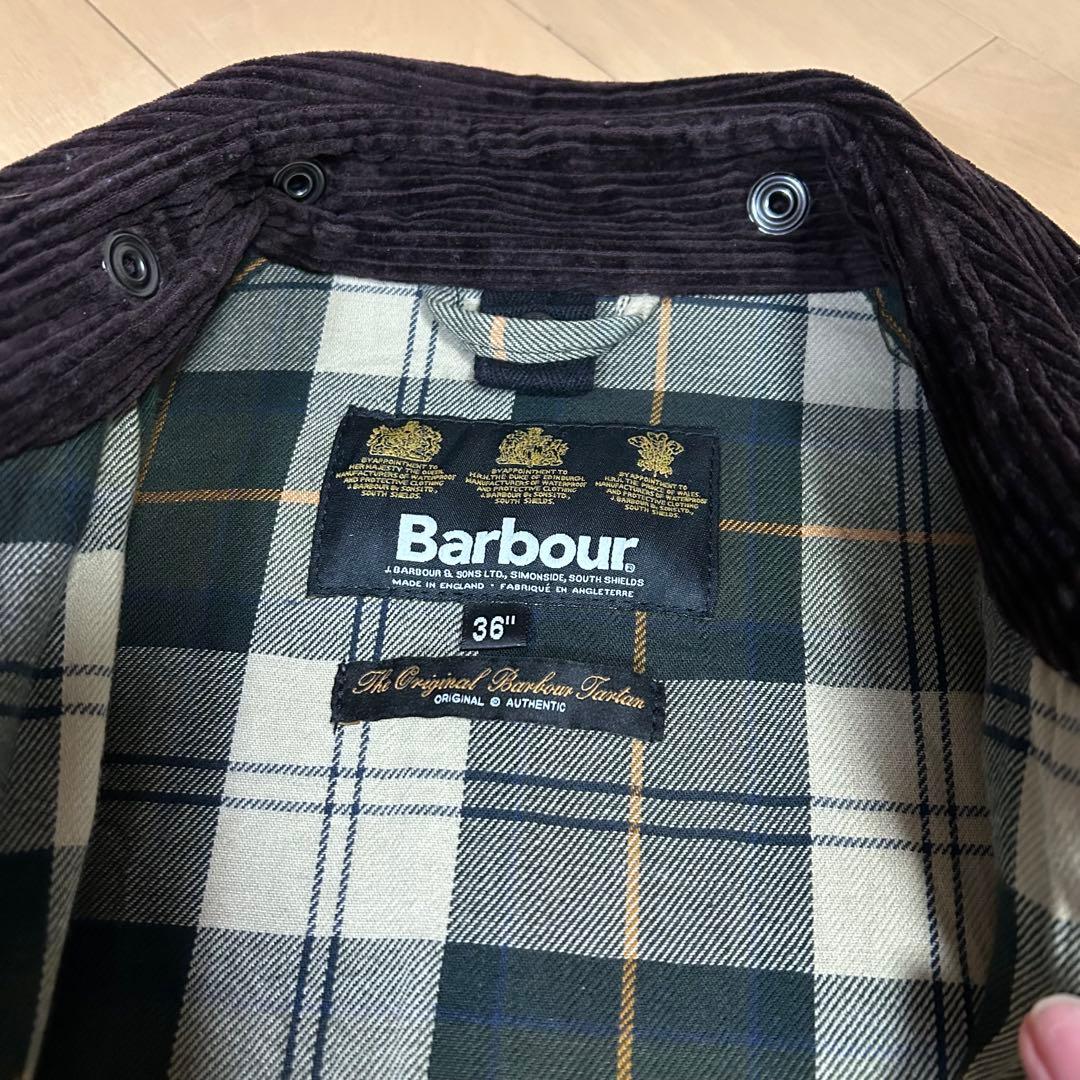 BY APPOINTMENT TO
HER MAJESTY THE QUEEN
MANUFACTURERS OF WATERPROOF
AND PROTECTIVE CLOTHING
J. BARBOUR & SONS LTD.,
SOUTH SHIELDS.
BY APPOINTMENT TO
H.R.H. THE DUKE OF EDINBURGH.
MANUFACTURERS OF WATERPROOF
AND PROTECTIVE CLOTHING
J. BARBOUR & SONS LTD.,
SOUTH SHIELDS.
BY APPOINTMENT TO
H.R.H. THE PRINCE OF WALES.
MANUFACTURERS OF WATERPROOF
AND PROTECTIVE CLOTHING
J. BARBOUR & SONS LTD.,
SOUTH SHIELDS.
Barbour®
J. BARBOUR & SONS LTD., SIMONSIDE, SOUTH SHIELDS
MADE IN ENGLAND · FABRIQUÉ EN ANGLETERRE
36"
The Original Barbour Tartan
ORIGINAL © AUTHENTIC